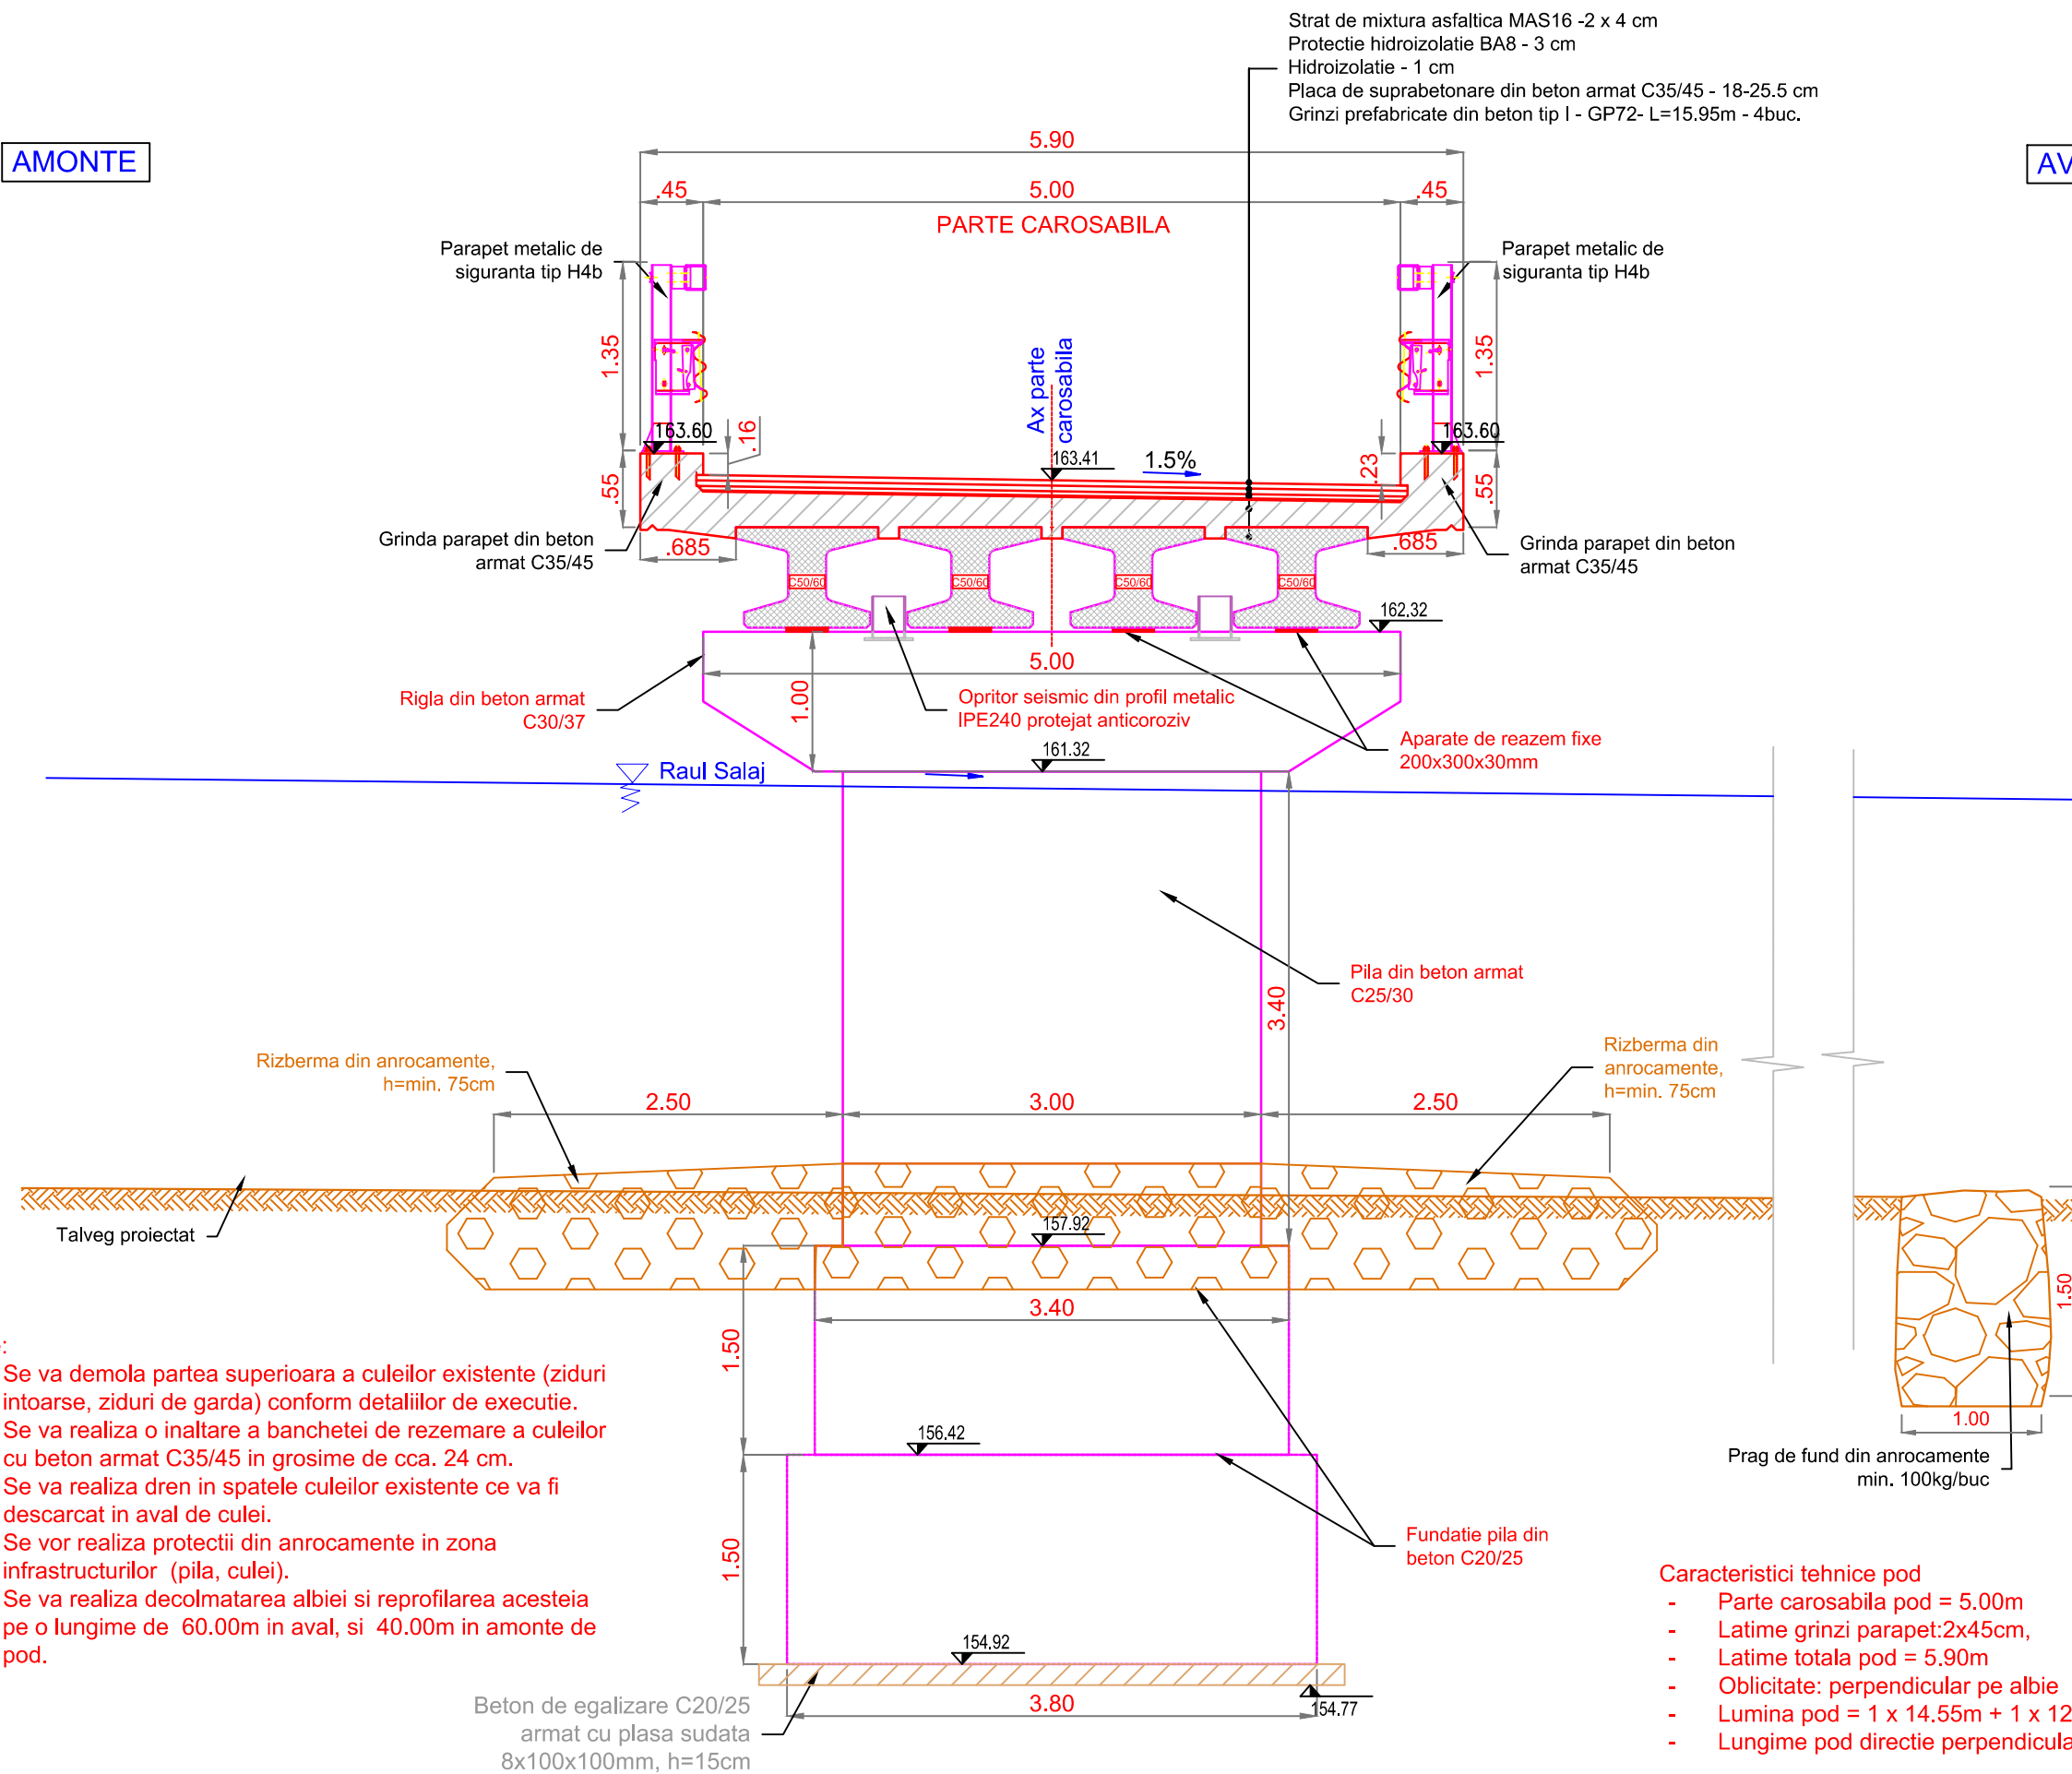 Strat de mixtura asfaltica MAS16 -2 x 4 cm
Protectie hidroizolatie BA8 - 3 cm
Hidroizolatie - 1 cm
Placa de suprabetonare din beton armat C35/45 - 18-25.5 cm
Grinzi prefabricate din beton tip I - GP72- L=15.95m - 4buc.
AMONTE
AV
5.90
.45
5.00
.45
PARTE CAROSABILA
Parapet metalic de
siguranta tip H4b
Parapet metalic de
siguranta tip H4b
1.35
1.35
Ax parte
carosabila
163.60
.16
163.41
1.5%
.23
163.60
.55
.55
Grinda parapet din beton
armat C35/45
.685
.685
Grinda parapet din beton
armat C35/45
C50/60
C50/60
C50/60
C50/60
162.32
5.00
1.00
Rigla din beton armat
C30/37
Opritor seismic din profil metalic
IPE240 protejat anticoroziv
Aparate de reazem fixe
200x300x30mm
161.32
Raul Salaj
Pila din beton armat
C25/30
3.40
Rizberma din anrocamente,
h=min. 75cm
Rizberma din
anrocamente,
h=min. 75cm
2.50
3.00
2.50
Talveg proiectat
157.92
3.40
1.50
1.50
1.00
Prag de fund din anrocamente
min. 100kg/buc
:
Se va demola partea superioara a culeilor existente (ziduri
intoarse, ziduri de garda) conform detaliilor de executie.
Se va realiza o inaltare a banchetei de rezemare a culeilor
cu beton armat C35/45 in grosime de cca. 24 cm.
Se va realiza dren in spatele culeilor existente ce va fi
descarcat in aval de culei.
Se vor realiza protectii din anrocamente in zona
infrastructurilor (pila, culei).
Se va realiza decolmatarea albiei si reprofilarea acesteia
pe o lungime de 60.00m in aval, si 40.00m in amonte de
pod.
156.42
1.50
Fundatie pila din
beton C20/25
154.92
3.80
154.77
Beton de egalizare C20/25
armat cu plasa sudata
8x100x100mm, h=15cm
Caracteristici tehnice pod
- Parte carosabila pod = 5.00m
- Latime grinzi parapet:2x45cm,
- Latime totala pod = 5.90m
- Oblicitate: perpendicular pe albie
- Lumina pod = 1 x 14.55m + 1 x 12
- Lungime pod directie perpendicula